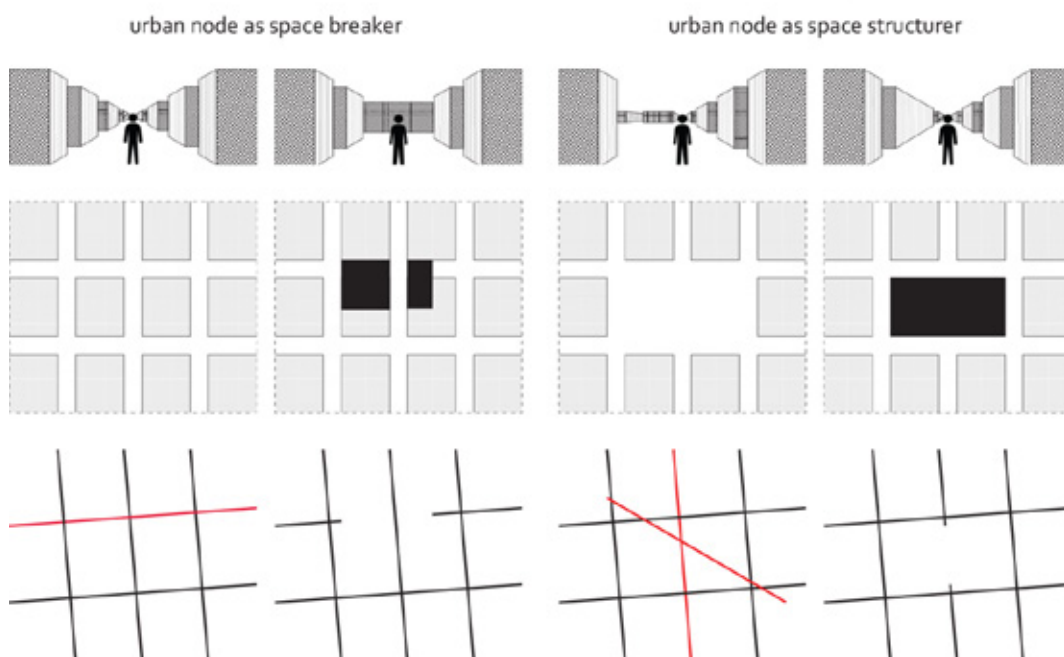 urban node as space breaker
urban node as space structurer